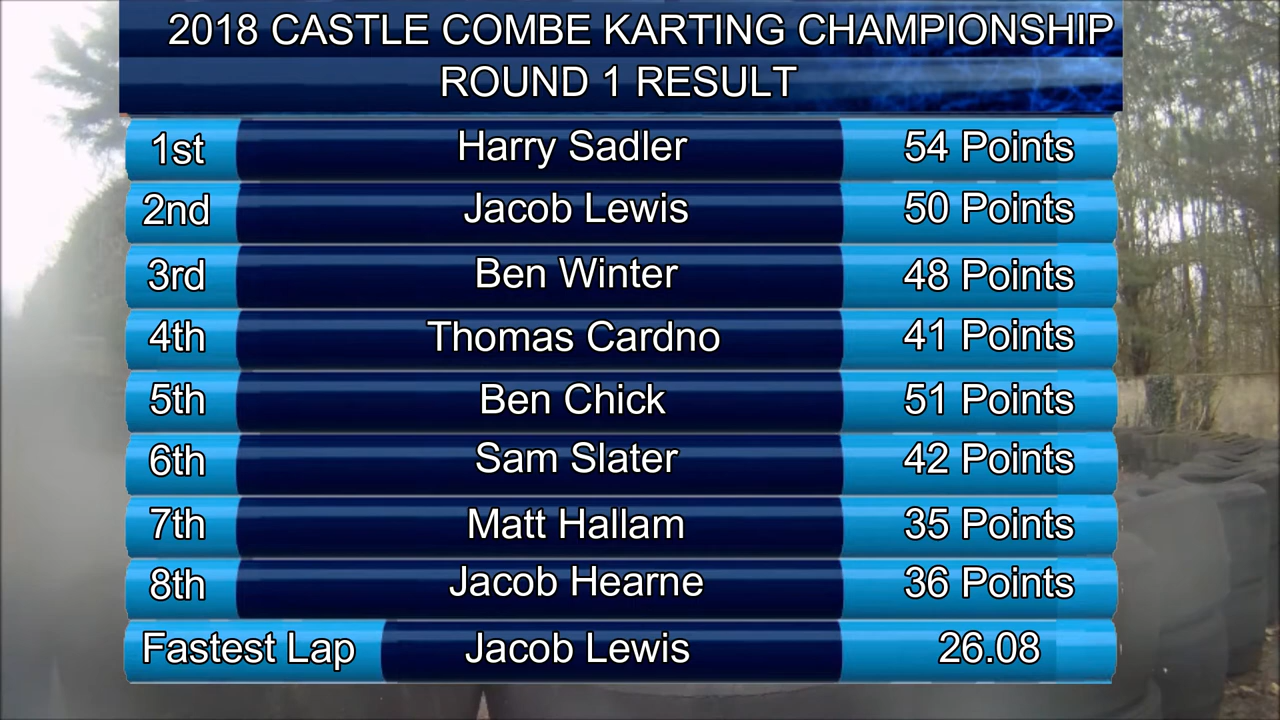 2018 CASTLE COMBE KARTING CHAMPIONSHIP
ROUND 1 RESULT
1st Harry Sadler 54 Points
2nd Jacob Lewis 50 Points
3rd Ben Winter 48 Points
4th Thomas Cardno 41 Points
5th Ben Chick 51 Points
6th Sam Slater 42 Points
7th Matt Hallam 35 Points
8th Jacob Hearne 36 Points
Fastest Lap Jacob Lewis 26.08